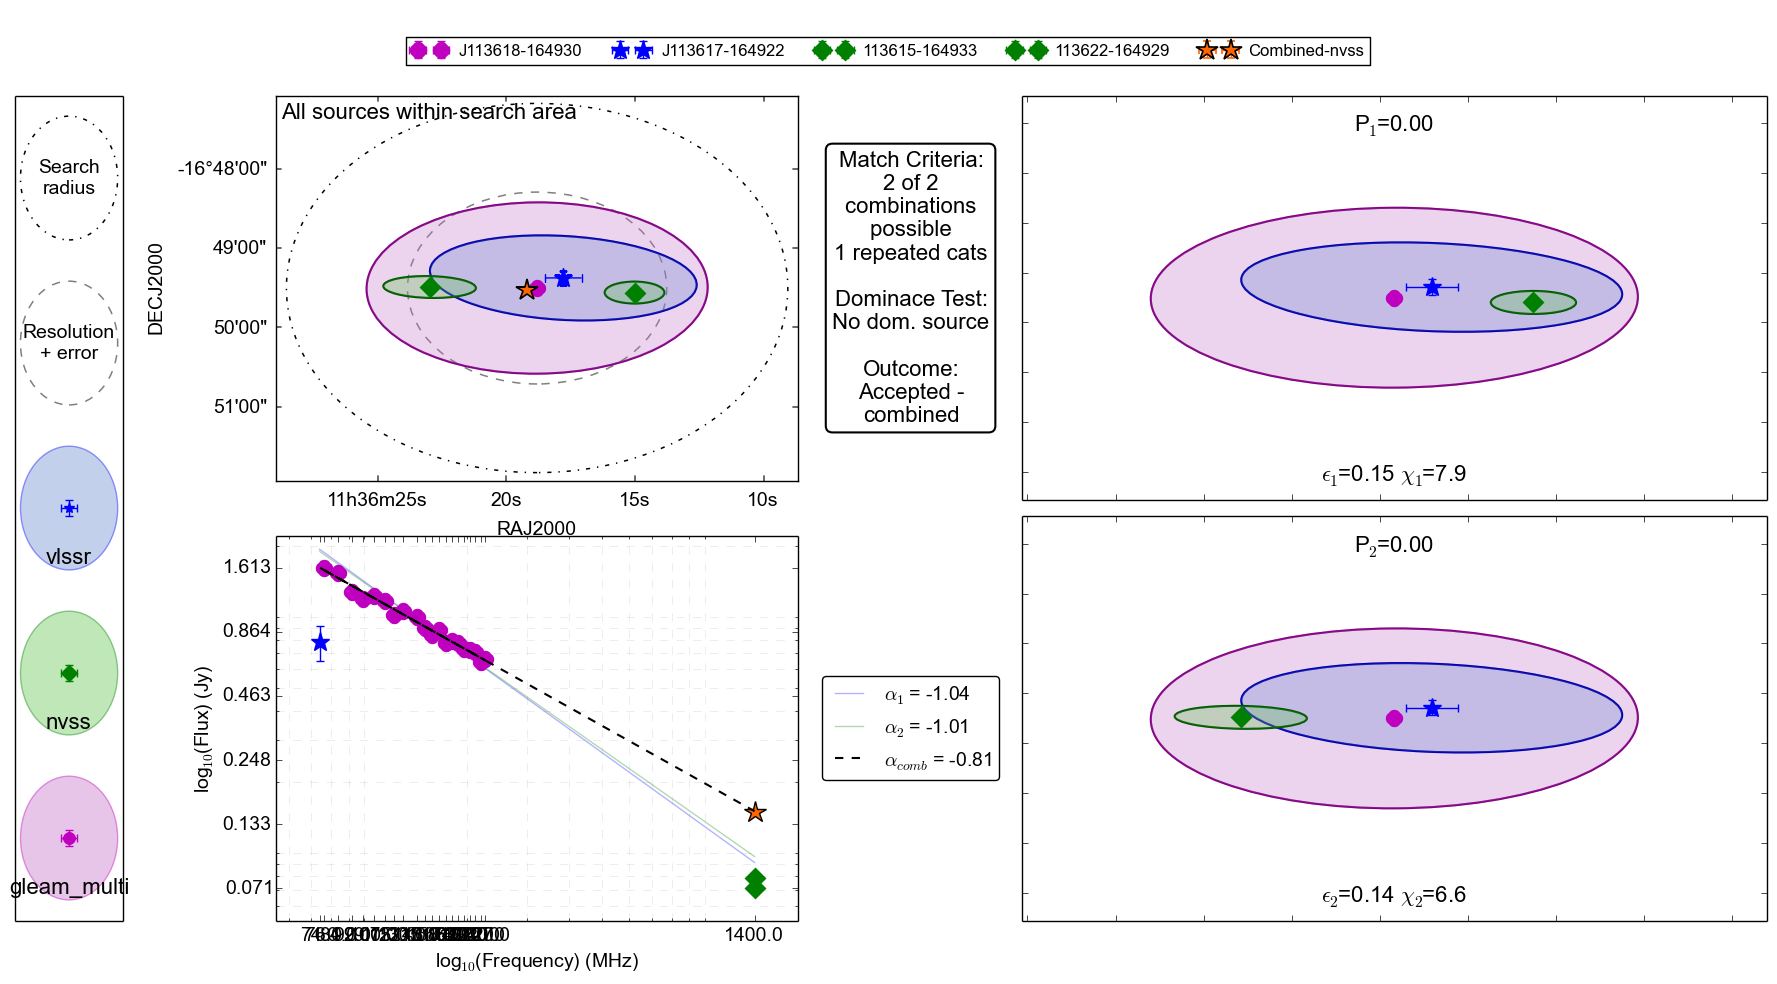 J113618-164930 J113617-164922 113615-164933 113622-164929 Combined-nvss
Search
radius
Resolution
+ error
vlssr
nvss
gleam_multi
All sources within search area
DECJ2000
-16°48'00"
49'00"
50'00"
51'00"
11h36m25s 20s 15s 10s
RAJ2000
Match Criteria:
2 of 2
combinations
possible
1 repeated cats
Dominace Test:
No dom. source
Outcome:
Accepted -
combined
P₁=0.00
ϵ₁=0.15 χ₁=7.9
P₂=0.00
ϵ₂=0.14 χ₂=6.6
log₁₀(Flux) (Jy)
1.613
0.864
0.463
0.248
0.133
0.071
1400.0
log₁₀(Frequency) (MHz)
α₁ = -1.04
α₂ = -1.01
α_comb = -0.81